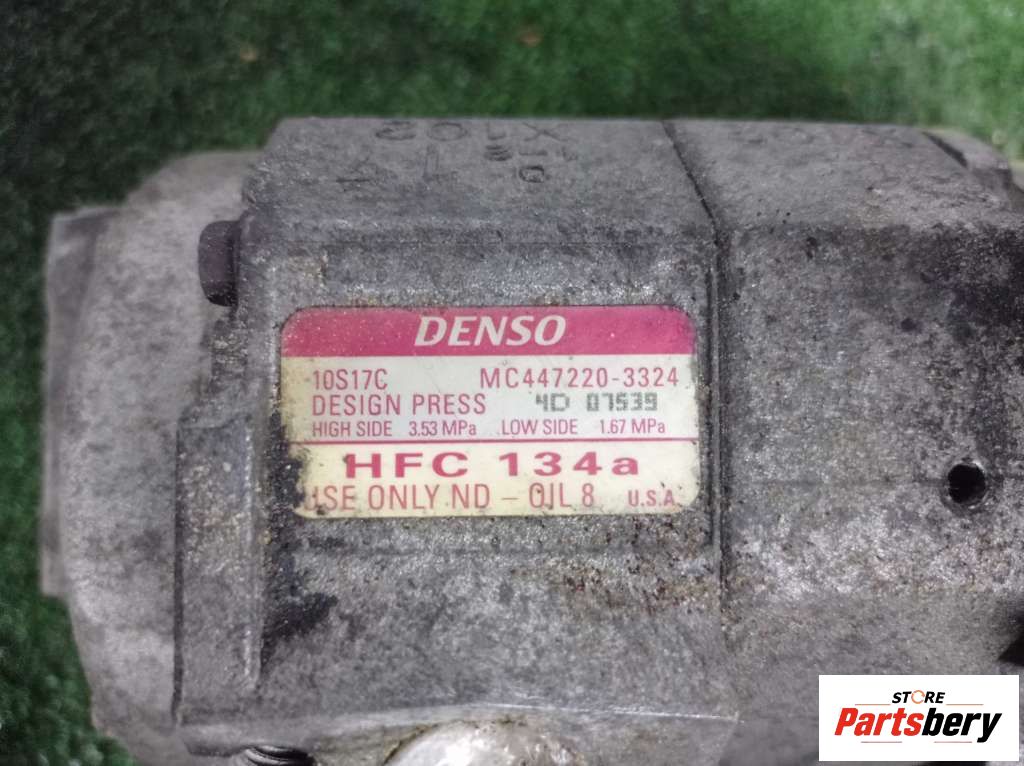 DENSO
10S17C MC447220-3324
DESIGN PRESS 4D 07539
HIGH SIDE 3.53 MPa LOW SIDE 1.67 MPa
HFC 134a
USE ONLY ND - OIL 8 U.S.A.
STORE
Partsbery